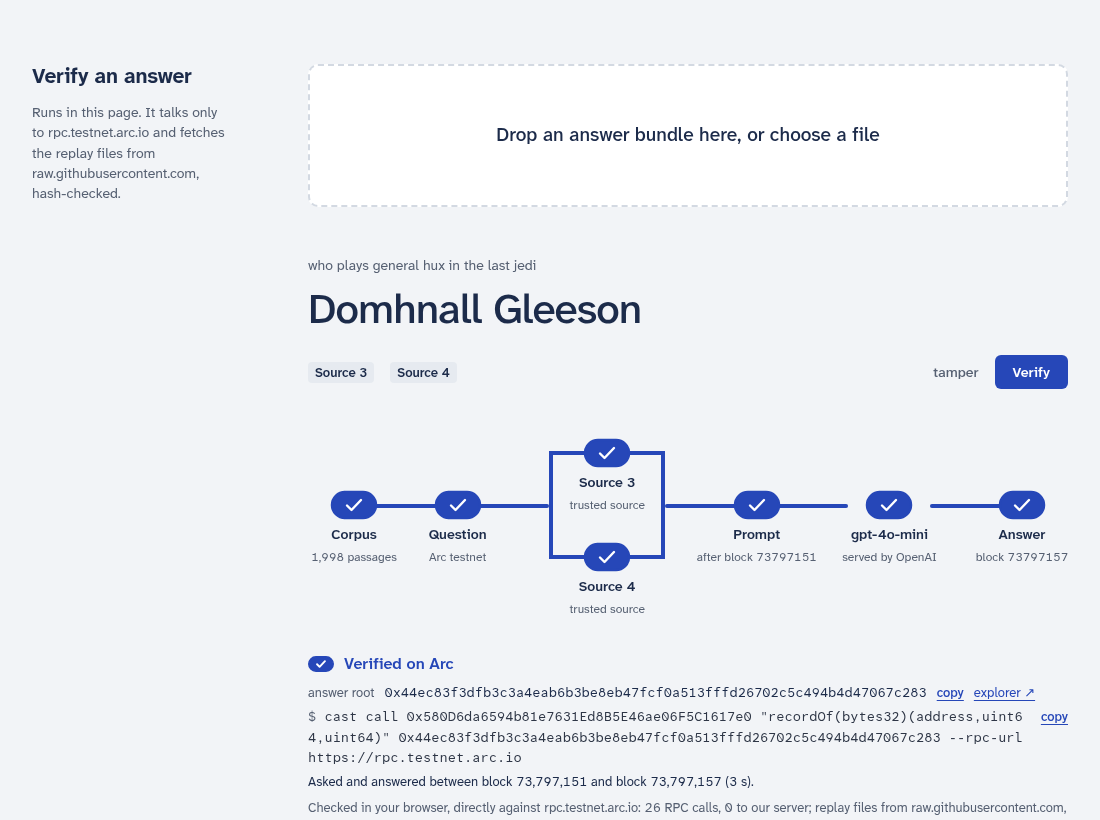 Verify an answer
Runs in this page. It talks only
to rpc.testnet.arc.io and fetches
the replay files from
raw.githubusercontent.com,
hash-checked.
Drop an answer bundle here, or choose a file
who plays general hux in the last jedi
Domhnall Gleeson
Source 3 Source 4 tamper Verify
Source 3
trusted source
Corpus Question Prompt gpt-4o-mini Answer
1,998 passages Arc testnet after block 73797151 served by OpenAI block 73797157
Source 4
trusted source
Verified on Arc
answer root 0x44ec83f3dfb3c3a4eab6b3be8eb47fcf0a513fffd26702c5c494b4d47067c283 copy explorer ↗
$ cast call 0x580D6da6594b81e7631Ed8B5E46ae06F5C1617e0 "recordOf(bytes32)(address,uint6 copy
4,uint64)" 0x44ec83f3dfb3c3a4eab6b3be8eb47fcf0a513fffd26702c5c494b4d47067c283 --rpc-url
https://rpc.testnet.arc.io
Asked and answered between block 73,797,151 and block 73,797,157 (3 s).
Checked in your browser, directly against rpc.testnet.arc.io: 26 RPC calls, 0 to our server; replay files from raw.githubusercontent.com,